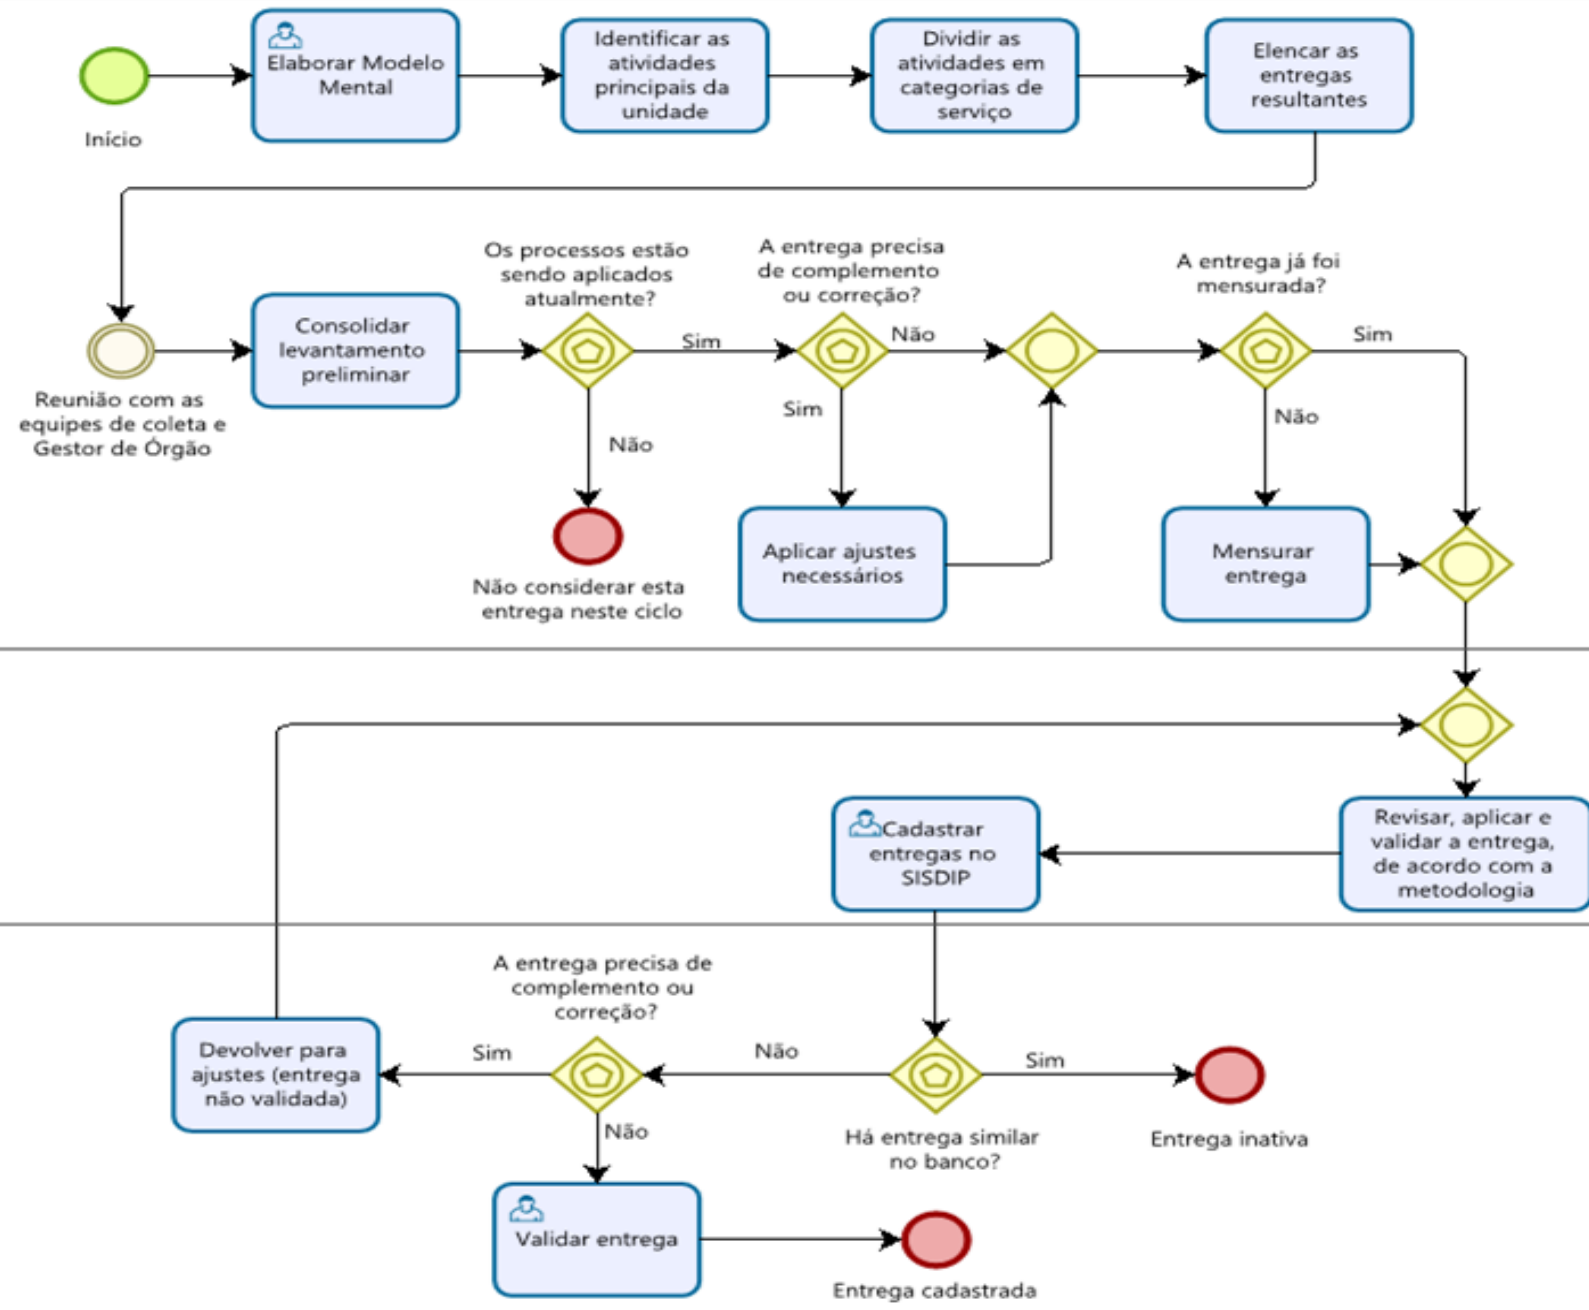 Elaborar Modelo
Mental
Identificar as
atividades
principais da
unidade
Dividir as
atividades em
categorias de
serviço
Elencar as
entregas
resultantes
Início
Os processos estão
sendo aplicados
atualmente?
A entrega precisa
de complemento
ou correção?
A entrega já foi
mensurada?
Consolidar
levantamento
preliminar
Sim
Não
Sim
Reunião com as
equipes de coleta e
Gestor de Órgão
Não
Sim
Não
Não considerar esta
entrega neste ciclo
Aplicar ajustes
necessários
Mensurar
entrega
Cadastrar
entregas no
SISDIP
Revisar, aplicar e
validar a entrega,
de acordo com a
metodologia
A entrega precisa de
complemento ou
correção?
Devolver para
ajustes (entrega
não validada)
Sim
Não
Sim
Não
Há entrega similar
no banco?
Entrega inativa
Validar entrega
Entrega cadastrada